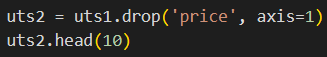 uts2 = uts1.drop('price', axis=1)
uts2.head(10)